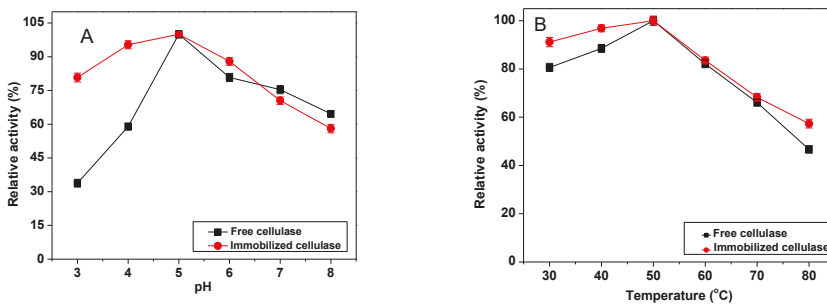 A
Relative activity (%)
105
90
75
60
45
30
15
0
Free cellulase
Immobilized cellulase
3 4 5 6 7 8
pH
B
Relative activity (%)
100
80
60
40
20
0
Free cellulase
Immobilized cellulase
30 40 50 60 70 80
Temperature (°C)